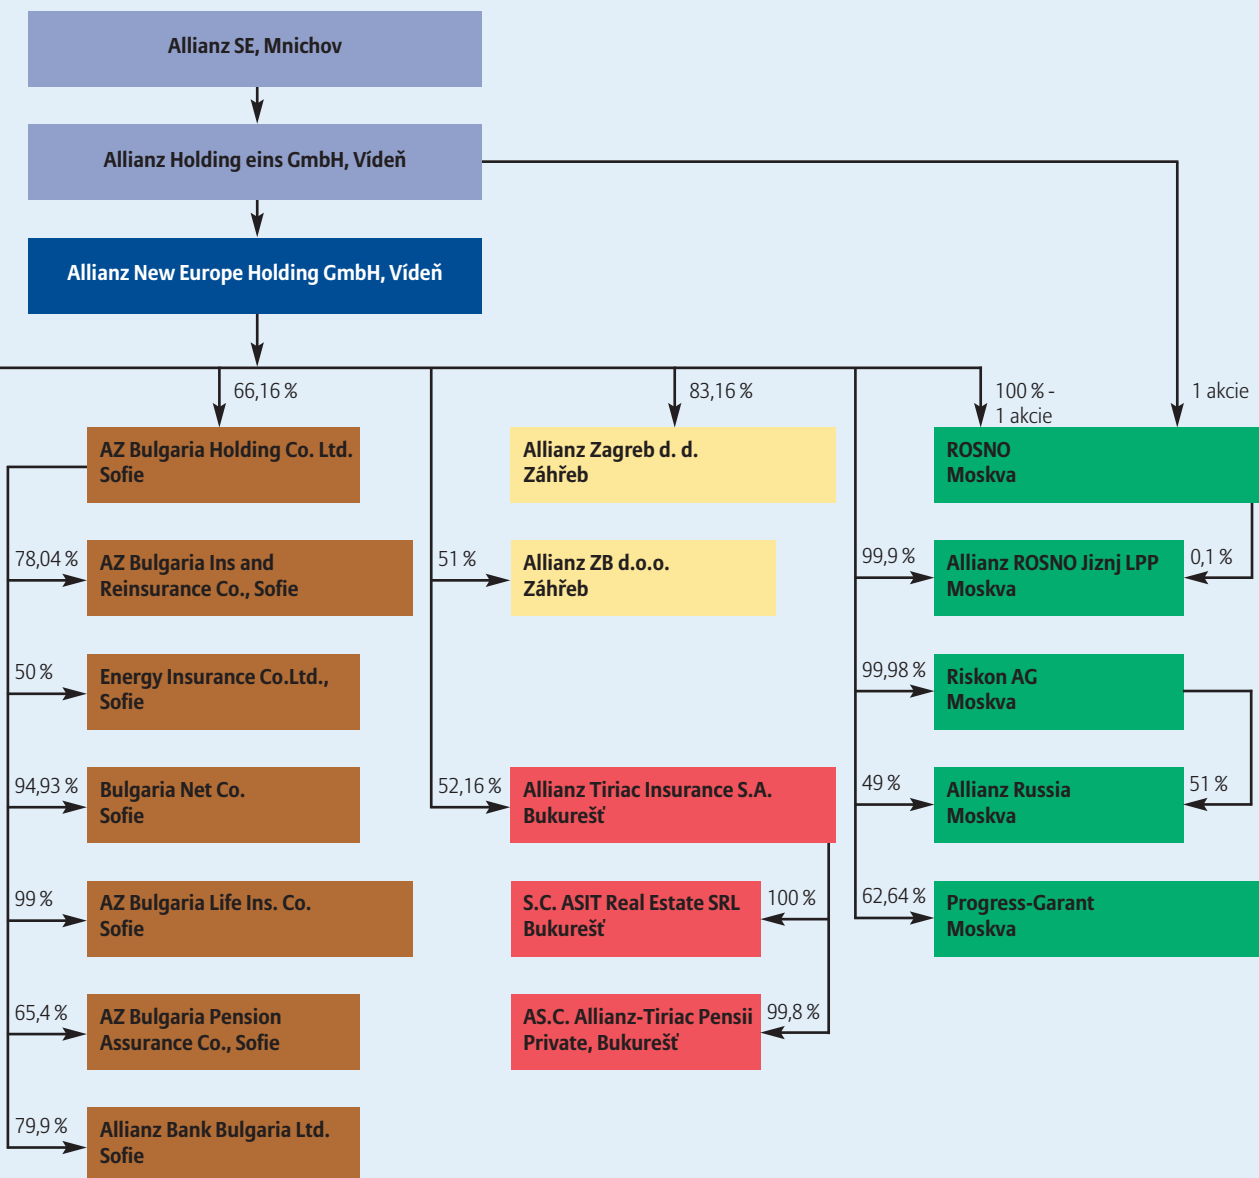 Allianz SE, Mnichov
Allianz Holding eins GmbH, Vídeň
Allianz New Europe Holding GmbH, Vídeň
66,16 %
83,16 %
100 % -
1 akcie
1 akcie
AZ Bulgaria Holding Co. Ltd.
Sofie
Allianz Zagreb d. d.
Záhřeb
ROSNO
Moskva
78,04 %
AZ Bulgaria Ins and
Reinsurance Co., Sofie
51 %
Allianz ZB d.o.o.
Záhřeb
99,9 %
Allianz ROSNO Jiznj LPP
Moskva
0,1 %
50 %
Energy Insurance Co.Ltd.,
Sofie
99,98 %
Riskon AG
Moskva
94,93 %
Bulgaria Net Co.
Sofie
52,16 %
Allianz Tiriac Insurance S.A.
Bukurešť
49 %
Allianz Russia
Moskva
51 %
99 %
AZ Bulgaria Life Ins. Co.
Sofie
S.C. ASIT Real Estate SRL
Bukurešť
100 %
62,64 %
Progress-Garant
Moskva
65,4 %
AZ Bulgaria Pension
Assurance Co., Sofie
AS.C. Allianz-Tiriac Pensii
Private, Bukurešť
99,8 %
79,9 %
Allianz Bank Bulgaria Ltd.
Sofie